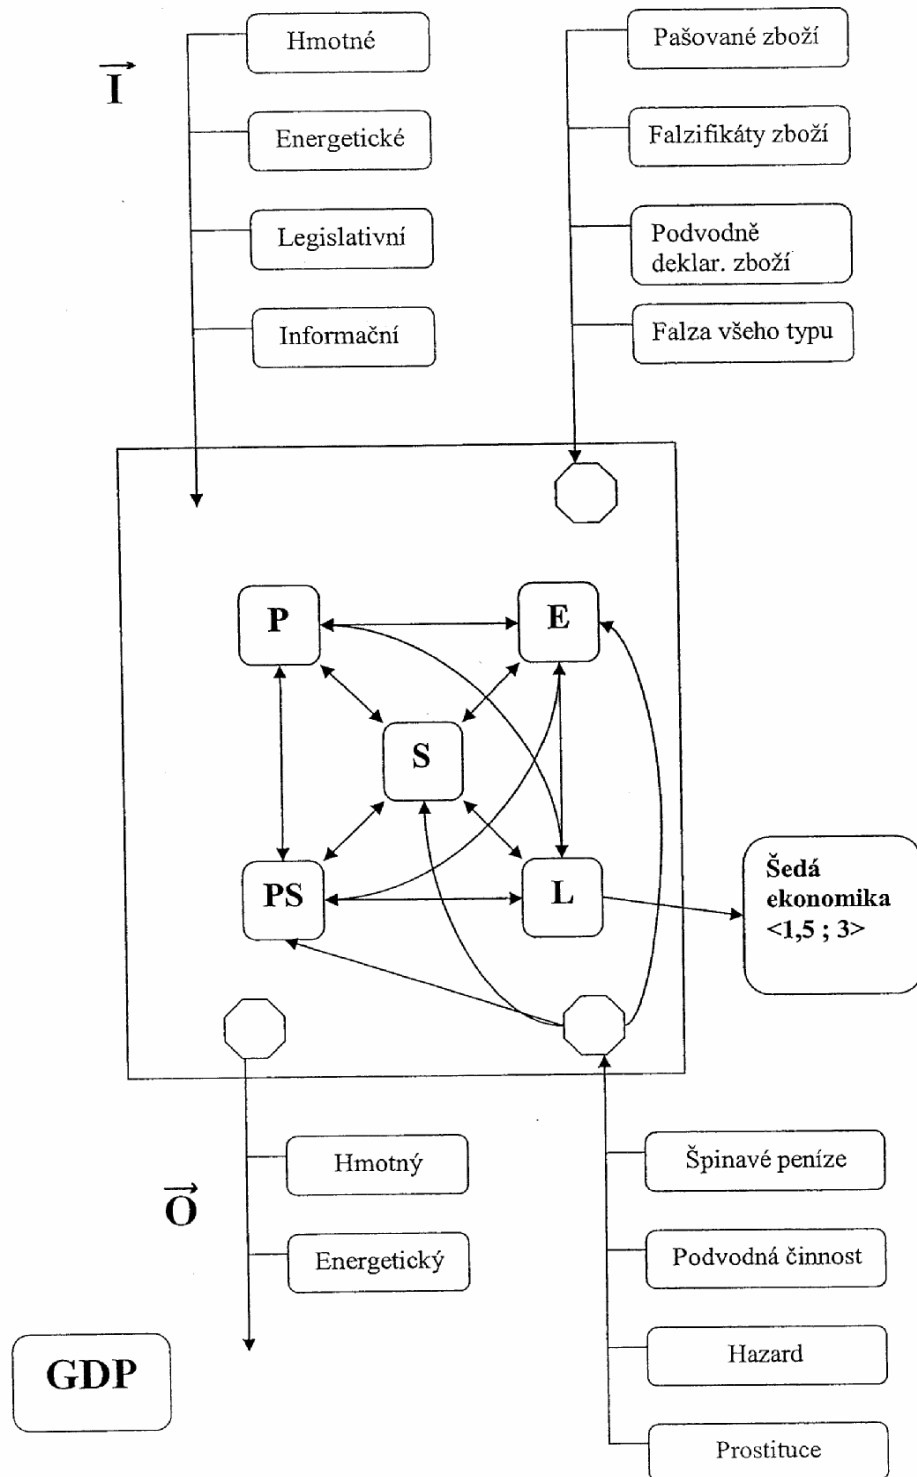 I
Hmotné
Energetické
Legislativní
Informační
Pašované zboží
Falzifikáty zboží
Podvodně
deklar. zboží
Falza všeho typu
P
E
S
PS
L
Šedá
ekonomika
<1,5 ; 3>
O
Hmotný
Energetický
GDP
Špinavé peníze
Podvodná činnost
Hazard
Prostituce